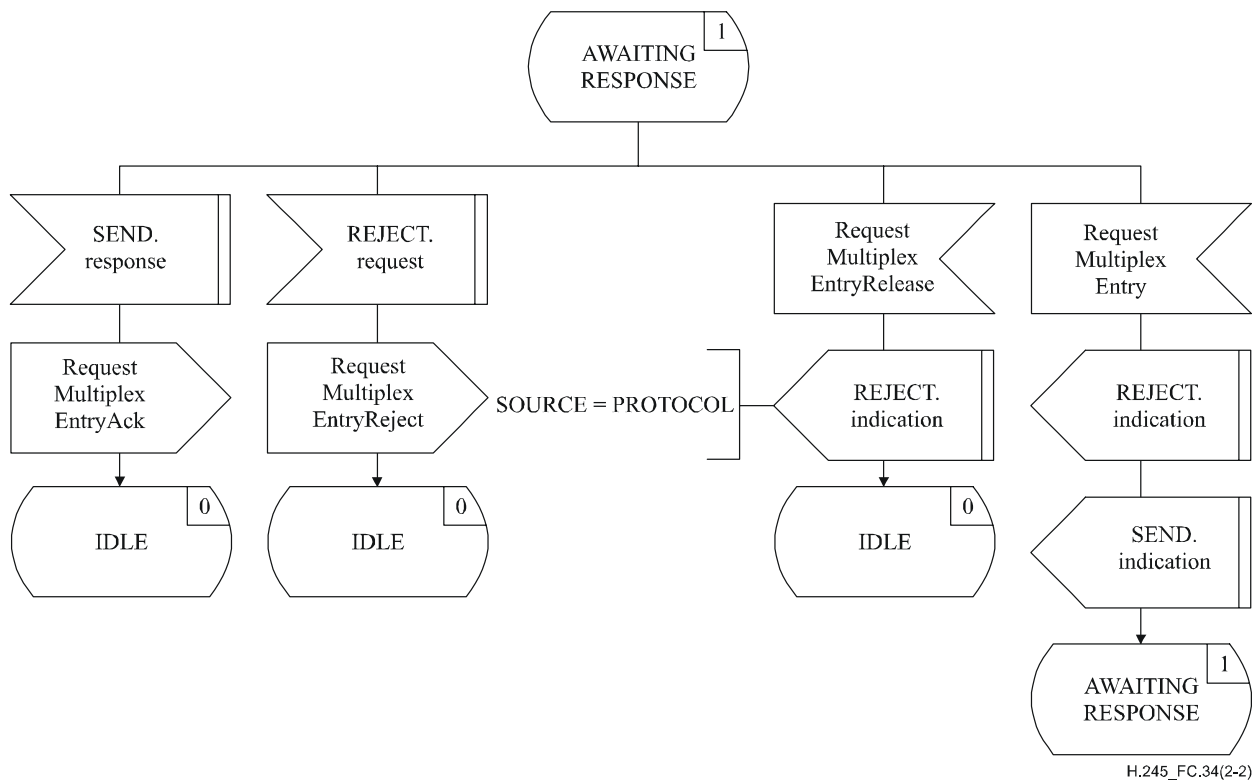 1
AWAITING
RESPONSE
SEND.
response
REJECT.
request
Request
Multiplex
EntryRelease
Request
Multiplex
Entry
Request
Multiplex
EntryAck
Request
Multiplex
EntryReject
SOURCE = PROTOCOL
REJECT.
indication
REJECT.
indication
0
IDLE
0
IDLE
0
IDLE
SEND.
indication
1
AWAITING
RESPONSE
H.245_FC.34(2-2)